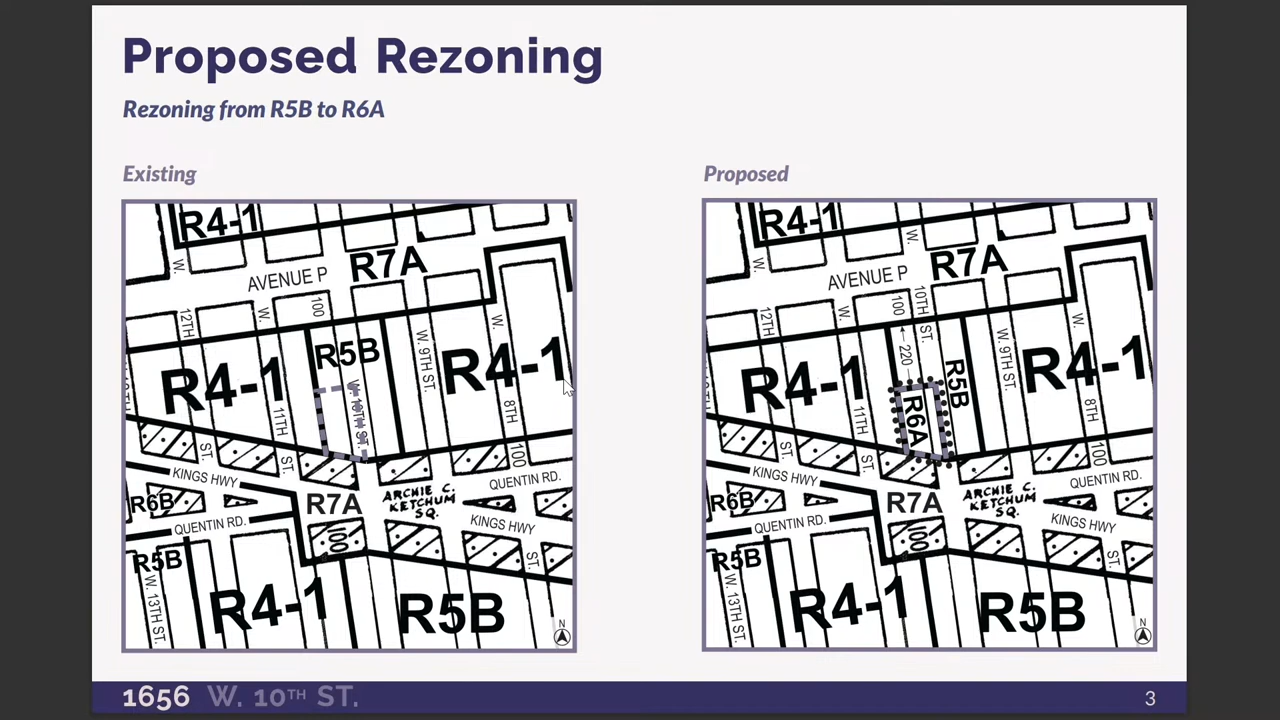 Proposed Rezoning
Rezoning from R5B to R6A
Existing
R4-1
W.
AVENUE P
R7A
12TH
W.
100
W.
R5B
R4-1
W. 9TH ST.
R4-1
W. 10TH ST.
11TH
8TH
ST.
ST.
100
KINGS HWY
QUENTIN RD.
R6B
R7A
ARCHIE C.
KETCHUM
SQ.
QUENTIN RD.
KINGS HWY
100
R5B
ST.
W. 13TH ST.
R4-1
R5B
N
Proposed
R4-1
W.
W.
AVENUE P
R7A
12TH
W.
100
10TH
ST.
W.
220
R4-1
R5B
W. 9TH ST.
R4-1
R6A
11TH
8TH
ST.
ST.
100
KINGS HWY
QUENTIN RD.
R6B
R7A
ARCHIE C.
KETCHUM
SQ.
QUENTIN RD.
KINGS HWY
100
R5B
ST.
W. 13TH ST.
R4-1
R5B
N
1656 W. 10TH ST.
3